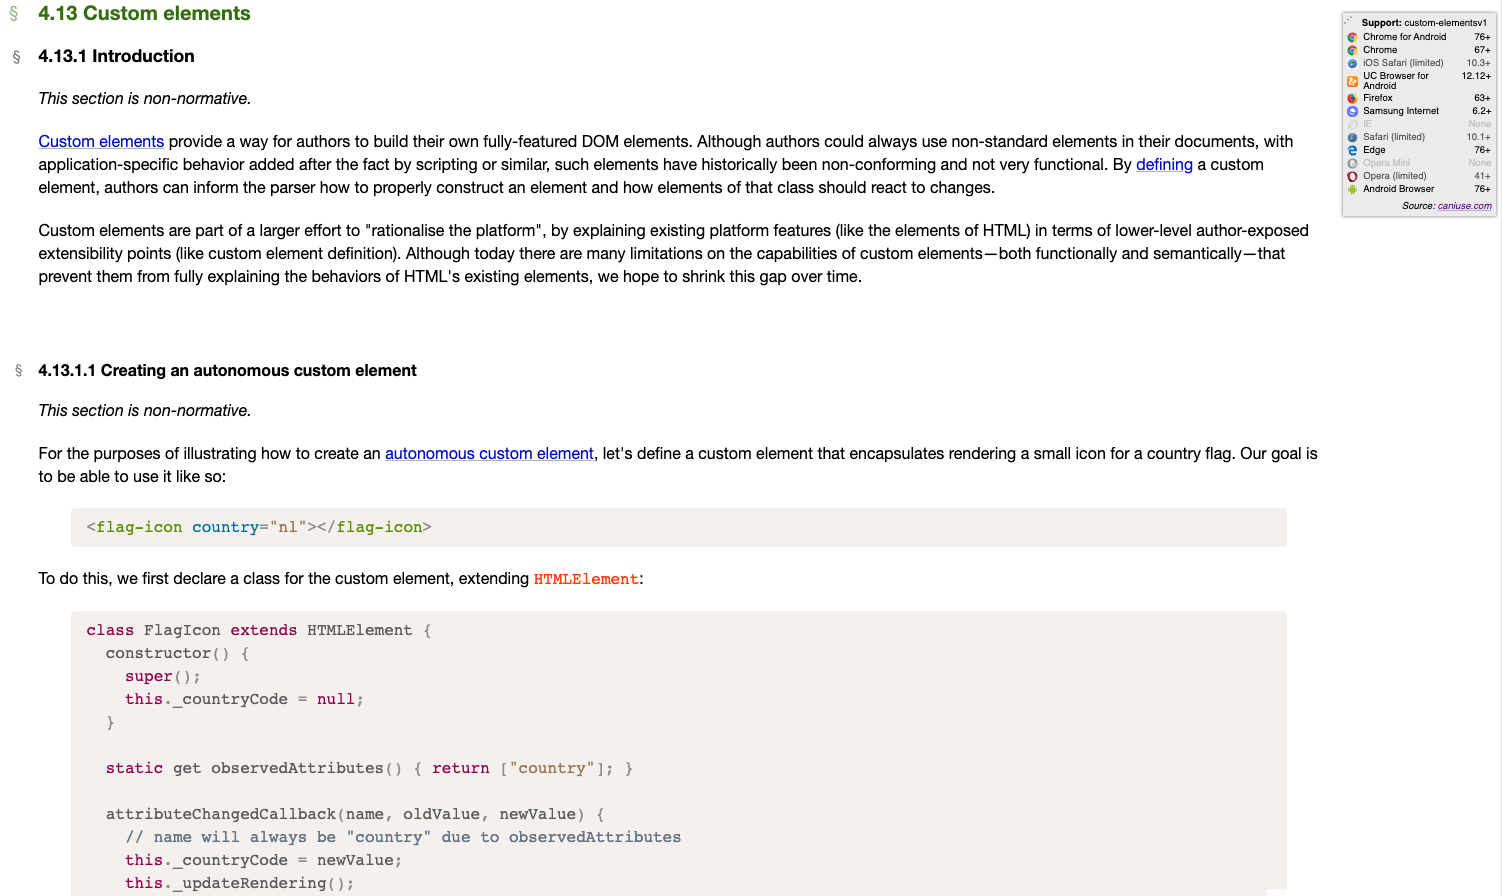 § 4.13 Custom elements
§ 4.13.1 Introduction
This section is non-normative.
Custom elements provide a way for authors to build their own fully-featured DOM elements. Although authors could always use non-standard elements in their documents, with
application-specific behavior added after the fact by scripting or similar, such elements have historically been non-conforming and not very functional. By defining a custom
element, authors can inform the parser how to properly construct an element and how elements of that class should react to changes.
Custom elements are part of a larger effort to "rationalise the platform", by explaining existing platform features (like the elements of HTML) in terms of lower-level author-exposed
extensibility points (like custom element definition). Although today there are many limitations on the capabilities of custom elements—both functionally and semantically—that
prevent them from fully explaining the behaviors of HTML's existing elements, we hope to shrink this gap over time.
§ 4.13.1.1 Creating an autonomous custom element
This section is non-normative.
For the purposes of illustrating how to create an autonomous custom element, let's define a custom element that encapsulates rendering a small icon for a country flag. Our goal is
to be able to use it like so:
<flag-icon country="nl"></flag-icon>
To do this, we first declare a class for the custom element, extending HTMLElement:
class FlagIcon extends HTMLElement {
  constructor() {
    super();
    this._countryCode = null;
  }
  static get observedAttributes() { return ["country"]; }
  attributeChangedCallback(name, oldValue, newValue) {
    // name will always be "country" due to observedAttributes
    this._countryCode = newValue;
    this._updateRendering();
Support: custom-elementsv1
Chrome for Android 76+
Chrome 67+
iOS Safari (limited) 10.3+
UC Browser for 12.12+
Android
Firefox 63+
Samsung Internet 6.2+
IE None
Safari (limited) 10.1+
Edge 76+
Opera Mini None
Opera (limited) 41+
Android Browser 76+
Source: caniuse.com